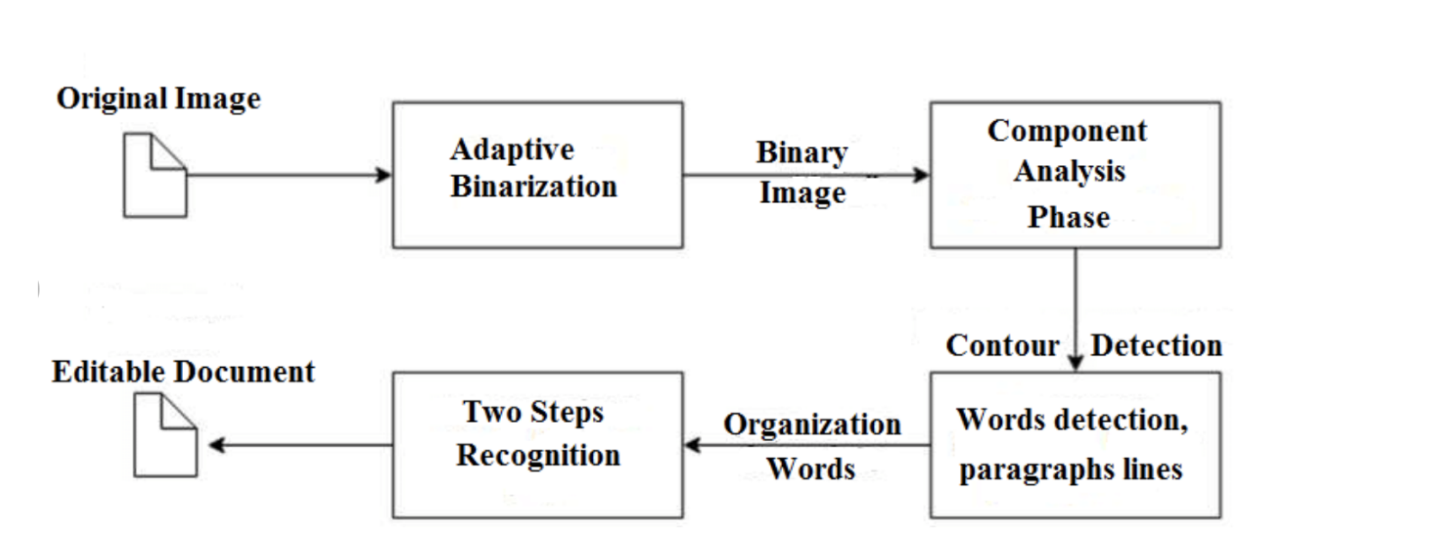 Original Image
Adaptive
Binarization
Binary
Image
Component
Analysis
Phase
Contour Detection
Words detection,
paragraphs lines
Organization
Words
Two Steps
Recognition
Editable Document